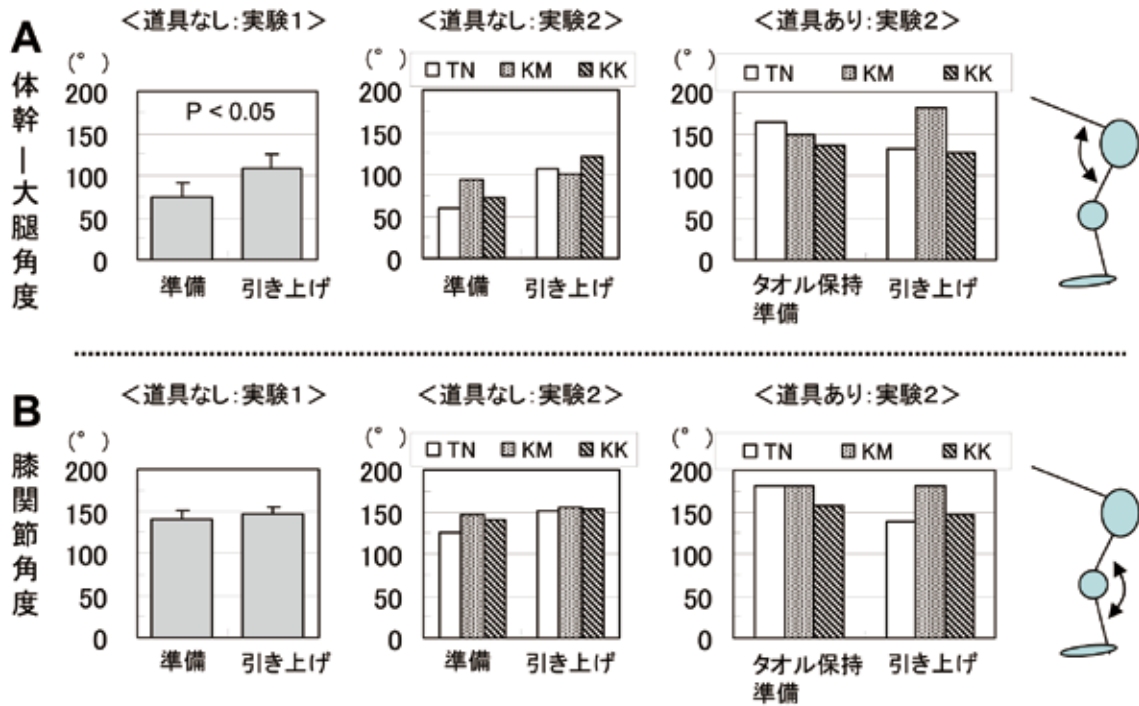 A
体幹―大腿角度
<道具なし:実験1>
(°)
200
150
100
50
0
P < 0.05
準備
引き上げ
<道具なし:実験2>
(°)
TN KM KK
200
150
100
50
0
準備
引き上げ
<道具あり:実験2>
(°)
TN KM KK
200
150
100
50
0
タオル保持
準備
引き上げ
B
膝関節角度
<道具なし:実験1>
(°)
200
150
100
50
0
準備
引き上げ
<道具なし:実験2>
(°)
TN KM KK
200
150
100
50
0
準備
引き上げ
<道具あり:実験2>
(°)
TN KM KK
200
150
100
50
0
タオル保持
準備
引き上げ